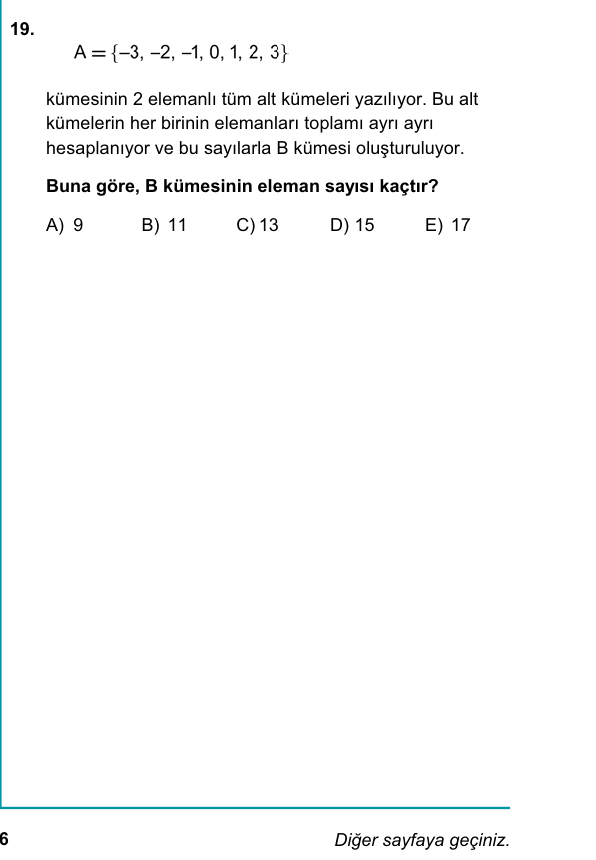 19.
A = {–3, –2, –1, 0, 1, 2, 3}
kümesinin 2 elemanlı tüm alt kümeleri yazılıyor. Bu alt
kümelerin her birinin elemanları toplamı ayrı ayrı
hesaplanıyor ve bu sayılarla B kümesi oluşturuluyor.
Buna göre, B kümesinin eleman sayısı kaçtır?
A) 9 B) 11 C) 13 D) 15 E) 17
6 Diğer sayfaya geçiniz.